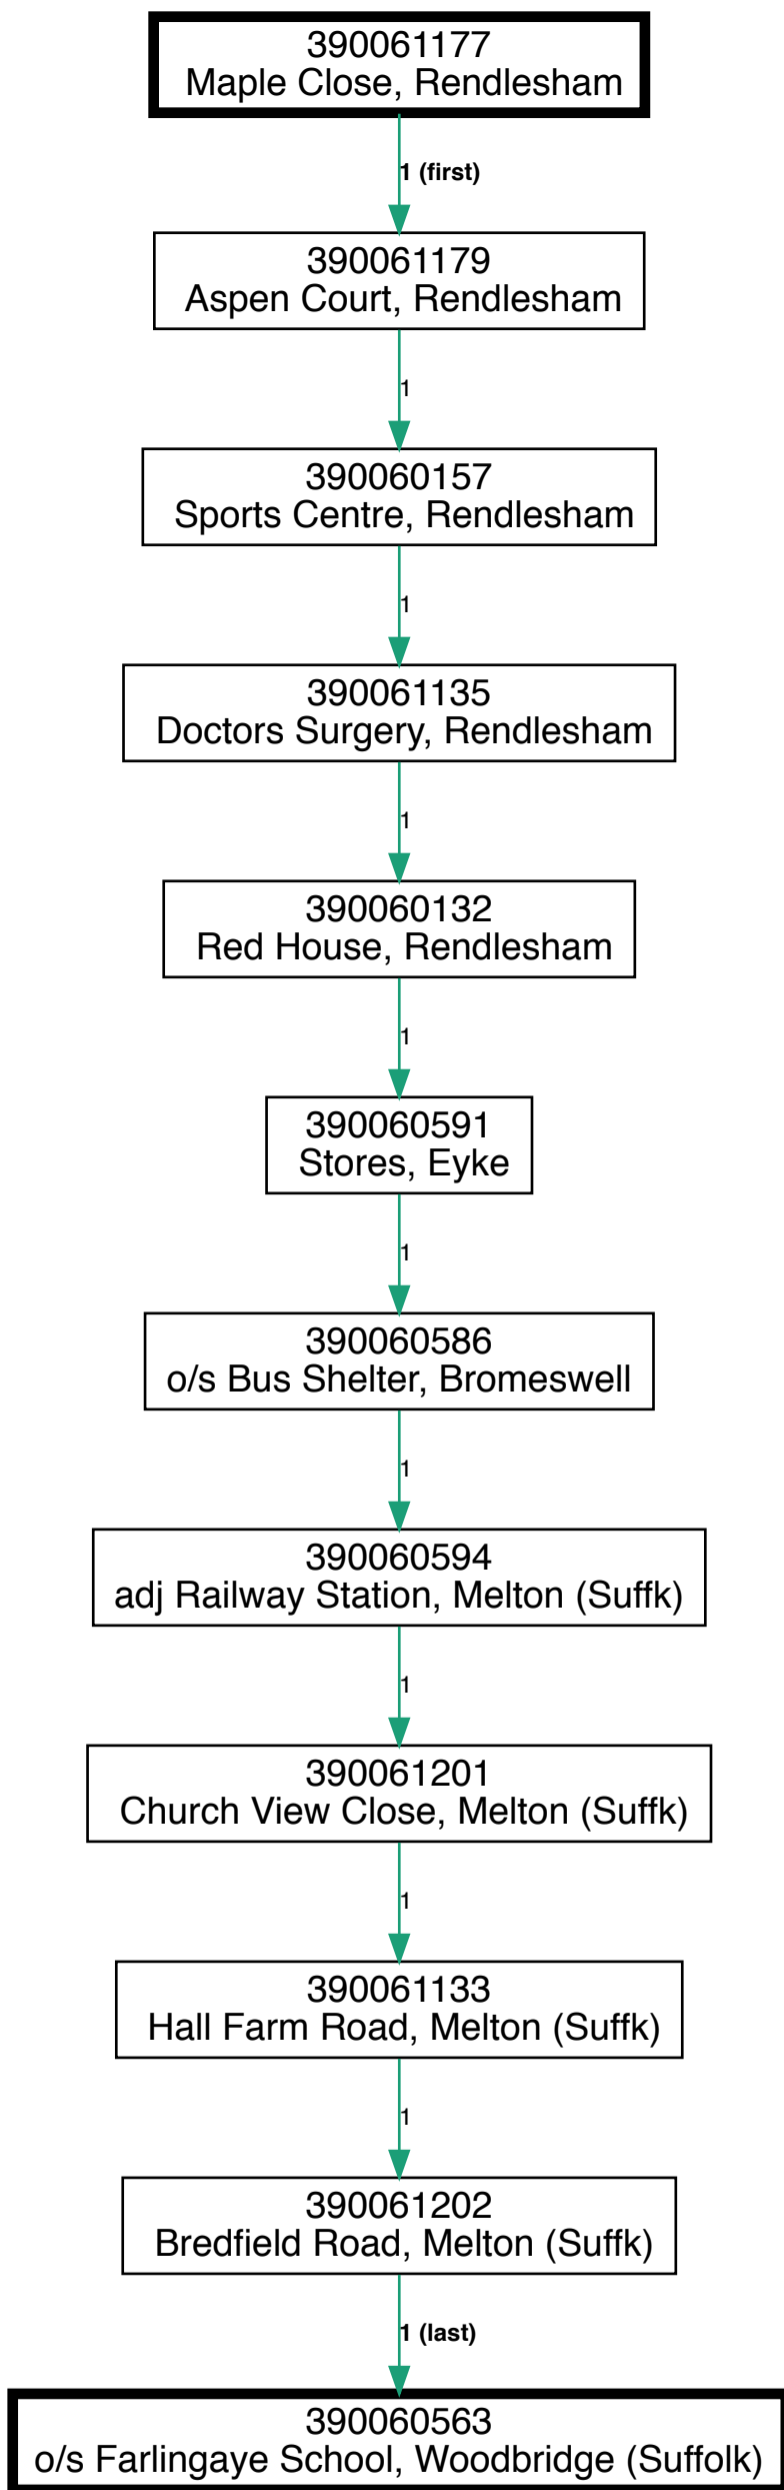 390061177
Maple Close, Rendlesham
1 (first)
390061179
Aspen Court, Rendlesham
1
390060157
Sports Centre, Rendlesham
1
390061135
Doctors Surgery, Rendlesham
1
390060132
Red House, Rendlesham
1
390060591
Stores, Eyke
1
390060586
o/s Bus Shelter, Bromeswell
1
390060594
adj Railway Station, Melton (Suffk)
1
390061201
Church View Close, Melton (Suffk)
1
390061133
Hall Farm Road, Melton (Suffk)
1
390061202
Bredfield Road, Melton (Suffk)
1 (last)
390060563
o/s Farlingaye School, Woodbridge (Suffolk)